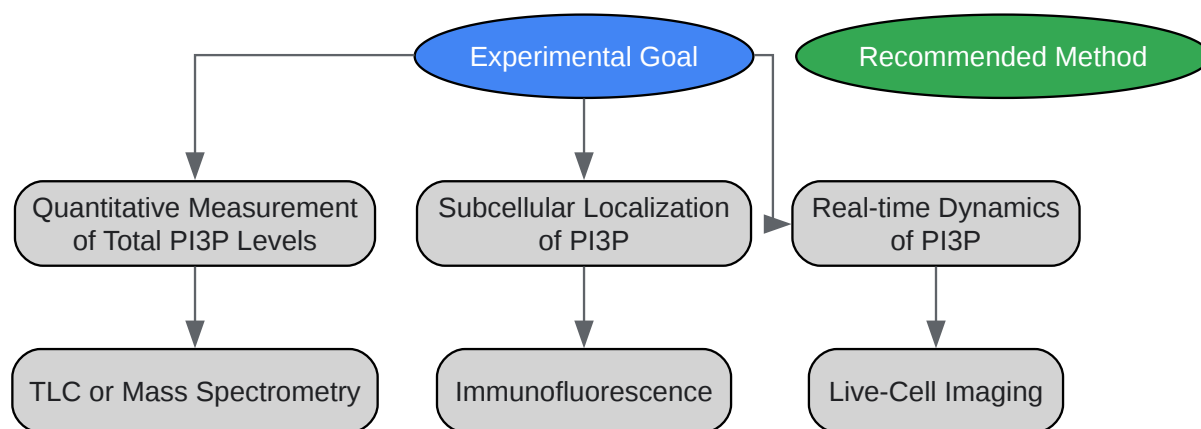 Experimental Goal
Recommended Method
Quantitative Measurement
of Total PI3P Levels
Subcellular Localization
of PI3P
Real-time Dynamics
of PI3P
TLC or Mass Spectrometry
Immunofluorescence
Live-Cell Imaging